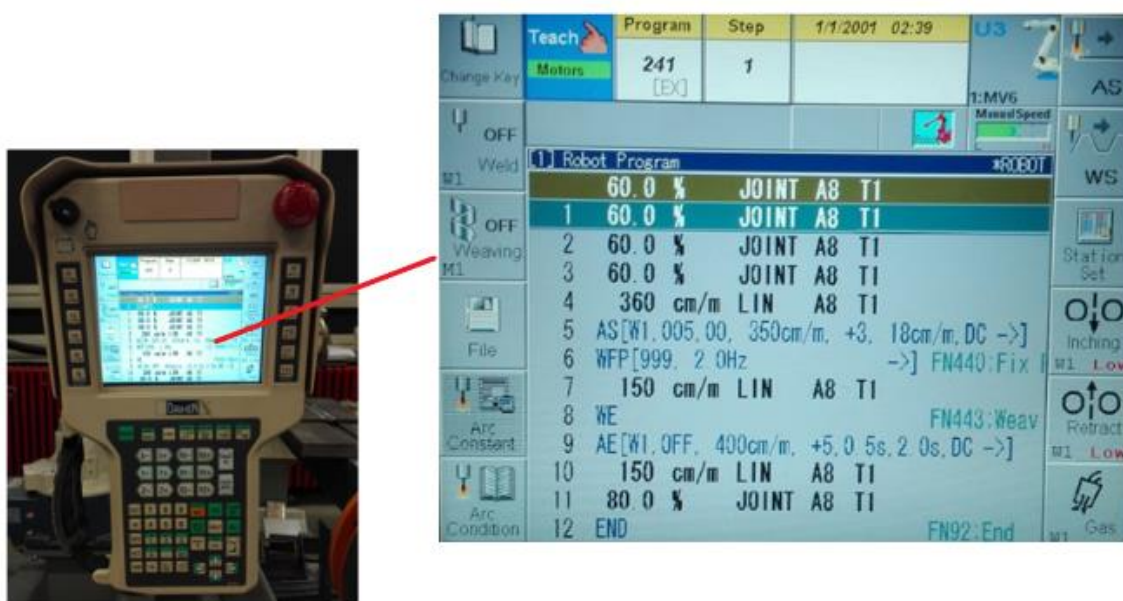 Change Key
Teach
Motors
Program
241
[EX]
Step
1
1/1/2001 02:39
U3
1:MV6
AS
OFF
Weld
W1
Manual Speed
WS
[1] Robot Program
*ROBOT
60.0 % JOINT A8 T1
1 60.0 % JOINT A8 T1
2 60.0 % JOINT A8 T1
3 60.0 % JOINT A8 T1
4 360 cm/m LIN A8 T1
5 AS[W1,005,00, 350cm/m, +3, 18cm/m,DC ->]
6 WFP[999, 2.0Hz ->] FN440:Fix
7 150 cm/m LIN A8 T1
8 WE FN443:Weav
9 AE[W1,OFF, 400cm/m, +5,0.5s,2.0s,DC ->]
10 150 cm/m LIN A8 T1
11 80.0 % JOINT A8 T1
12 END FN92:End
OFF
Weaving
M1
File
Arc
Constant
Arc
Condition
Station
Set
Inching
W1 Low
Retract
W1 Low
Gas
W1
DAIHEN